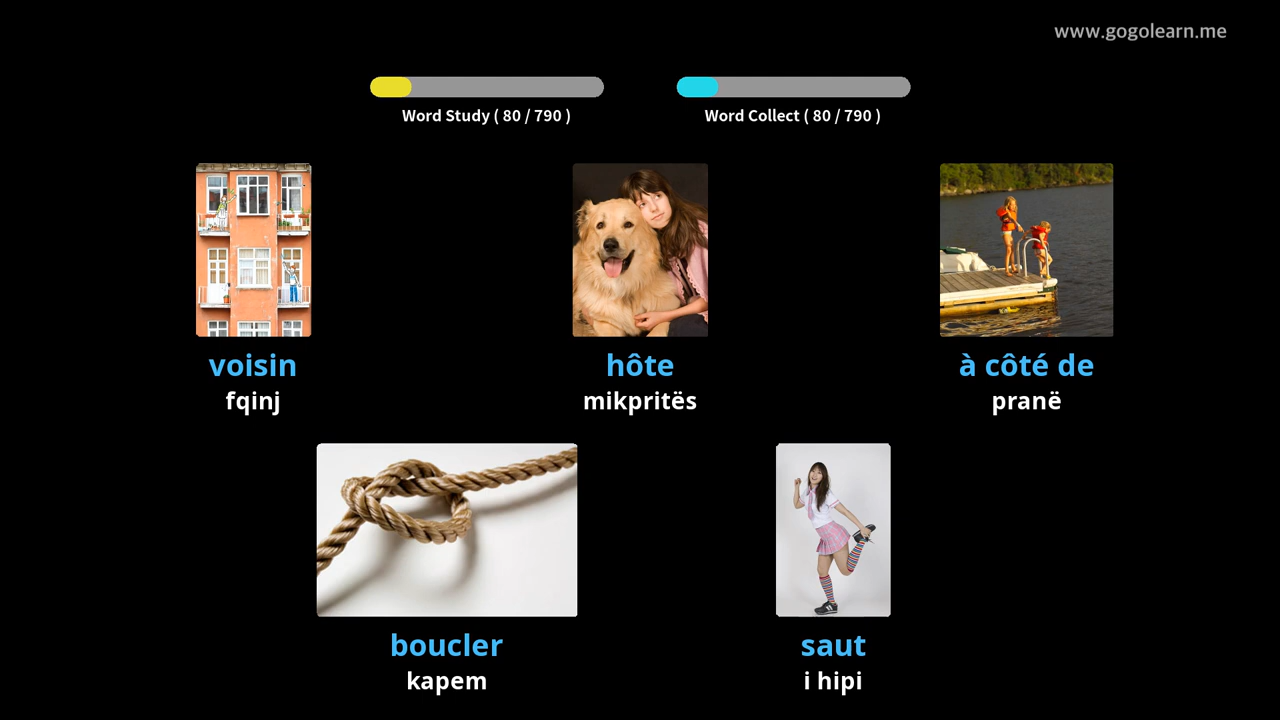 www.gogolearn.me
Word Study ( 80 / 790 )
Word Collect ( 80 / 790 )
voisin
fqinj
hôte
mikpritës
à côté de
pranë
boucler
kapem
saut
i hipi